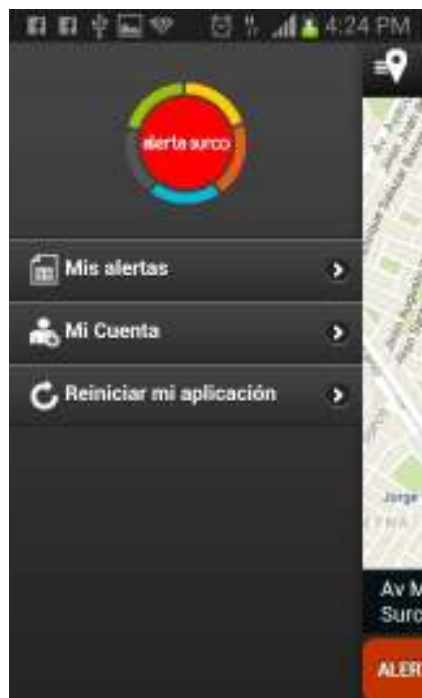 4:24 PM
alerta surco
Mis alertas
Mi Cuenta
Reiniciar mi aplicación
Jorge
Av M
Surc
ALER